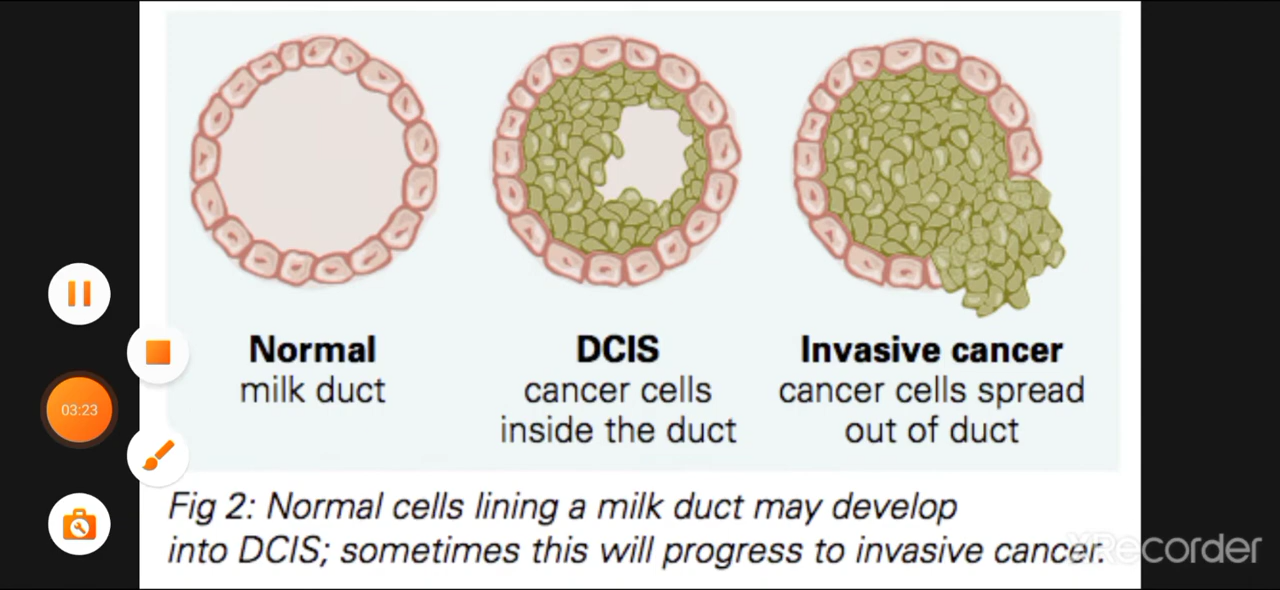 Normal
milk duct
DCIS
cancer cells
inside the duct
Invasive cancer
cancer cells spread
out of duct
03:23
Fig 2: Normal cells lining a milk duct may develop
into DCIS; sometimes this will progress to invasive cancer.
XRecorder